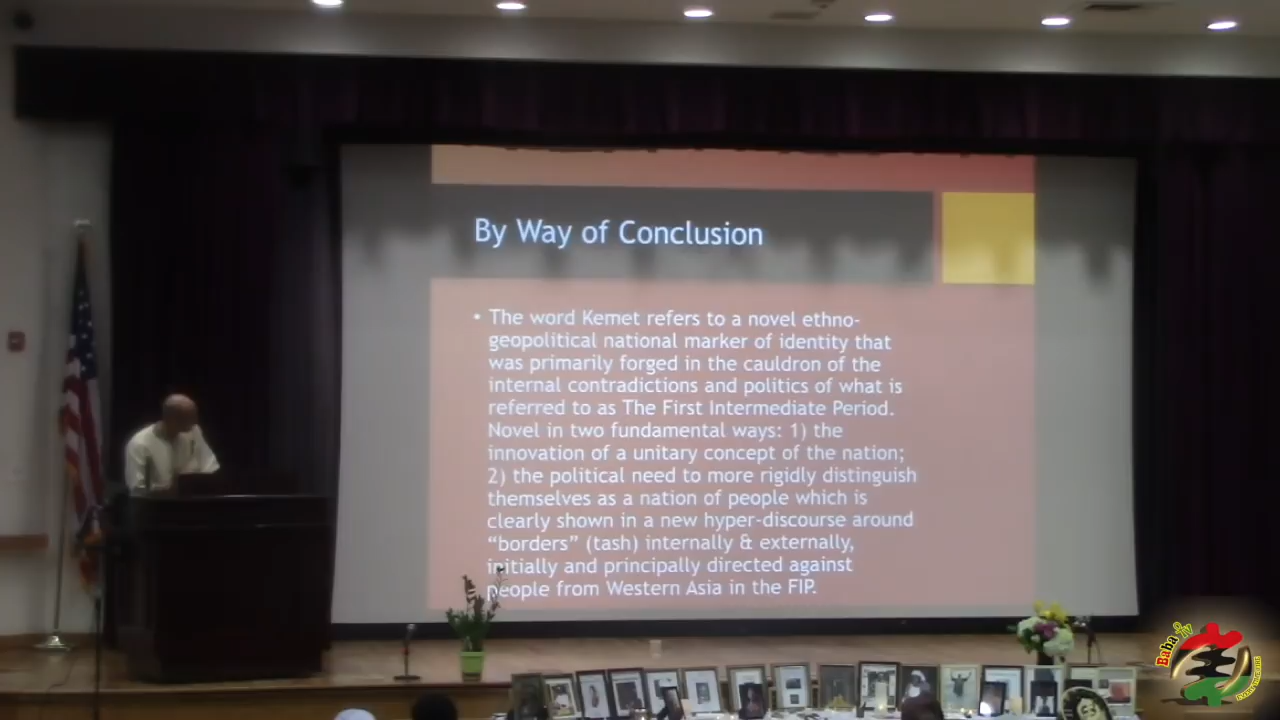 By Way of Conclusion
• The word Kemet refers to a novel ethno-
geopolitical national marker of identity that
was primarily forged in the cauldron of the
internal contradictions and politics of what is
referred to as The First Intermediate Period.
Novel in two fundamental ways: 1) the
innovation of a unitary concept of the nation;
2) the political need to more rigidly distinguish
themselves as a nation of people which is
clearly shown in a new hyper-discourse around
“borders” (tash) internally & externally,
initially and principally directed against
people from Western Asia in the FIP.
Baba
TV